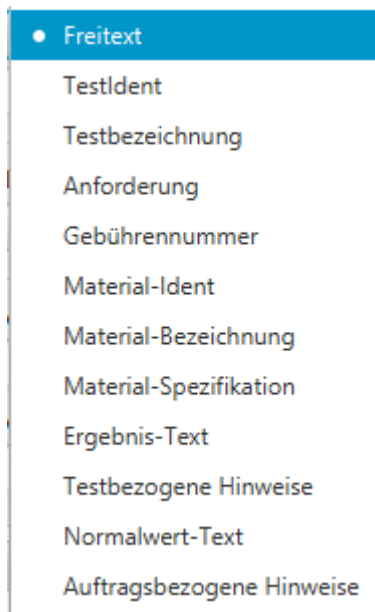 Freitext
TestIdent
Testbezeichnung
Anforderung
Gebührennummer
Material-Ident
Material-Bezeichnung
Material-Spezifikation
Ergebnis-Text
Testbezogene Hinweise
Normalwert-Text
Auftragsbezogene Hinweise